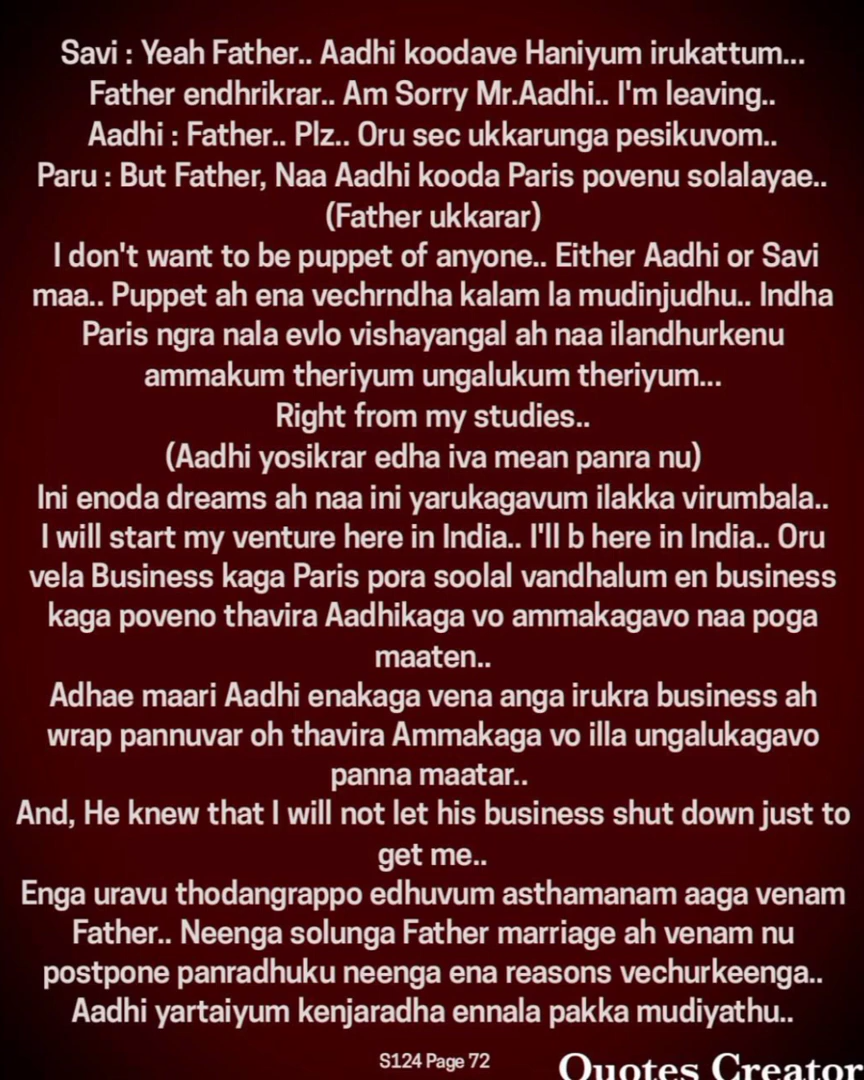 Savi : Yeah Father.. Aadhi koodave Haniyum irukattum...
Father endhrikrar.. Am Sorry Mr.Aadhi.. I'm leaving..
Aadhi : Father.. Plz.. Oru sec ukkarunga pesikuvom..
Paru : But Father, Naa Aadhi kooda Paris povenu solalayae..
(Father ukkarar)
I don't want to be puppet of anyone.. Either Aadhi or Savi
maa.. Puppet ah ena vechrndha kalam la mudinjudhu.. Indha
Paris ngra nala evlo vishayangal ah naa ilandhurkenu
ammakum theriyum ungalukum theriyum...
Right from my studies..
(Aadhi yosikrar edha iva mean panra nu)
Ini enoda dreams ah naa ini yarukagavum ilakka virumbala..
I will start my venture here in India.. I'll b here in India.. Oru
vela Business kaga Paris pora soolal vandhalum en business
kaga poveno thavira Aadhikaga vo ammakagavo naa poga
maaten..
Adhae maari Aadhi enakaga vena anga irukra business ah
wrap pannuvar oh thavira Ammakaga vo illa ungalukagavo
panna maatar..
And, He knew that I will not let his business shut down just to
get me..
Enga uravu thodangrappo edhuvum asthamanam aaga venam
Father.. Neenga solunga Father marriage ah venam nu
postpone panradhuku neenga ena reasons vechurkeenga..
Aadhi yartaiyum kenjaradha ennala pakka mudiyathu..
S124 Page 72
Quotes Creator